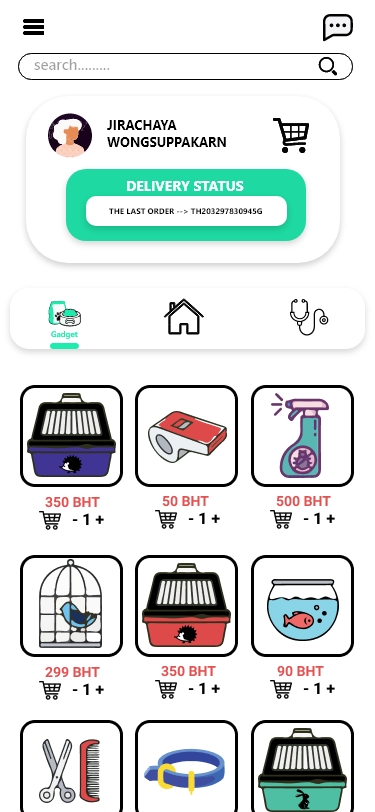 search.........
JIRACHAYA
WONGSUPPAKARN
DELIVERY STATUS
THE LAST ORDER --> TH203297830945G
Gadget
350 BHT
50 BHT
500 BHT
- 1 +
- 1 +
- 1 +
299 BHT
350 BHT
90 BHT
- 1 +
- 1 +
- 1 +